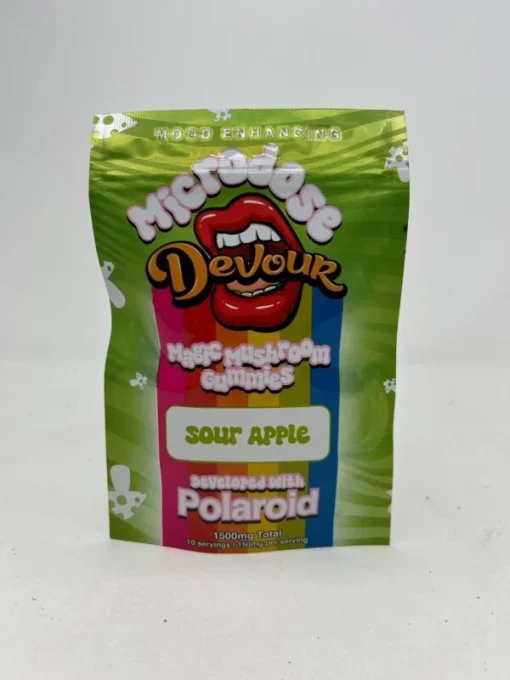 MOOD ENHANCING
Microdose
Devour
Magic Mushroom
Gummies
Sour Apple
Developed with
Polaroid
1500mg Total
10 servings | 150mg per serving